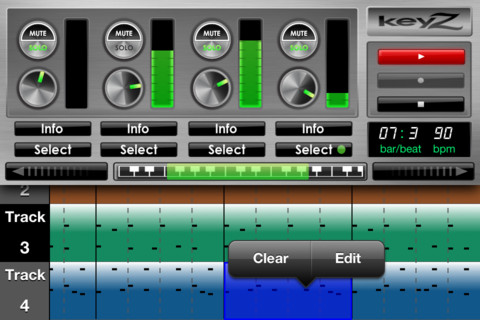 MUTE MUTE MUTE MUTE keyZ
SOLO SOLO SOLO SOLO
Info Info Info Info
07:3 90
Select Select Select Select bar/beat bpm
2
Track
3
Clear Edit
Track
4